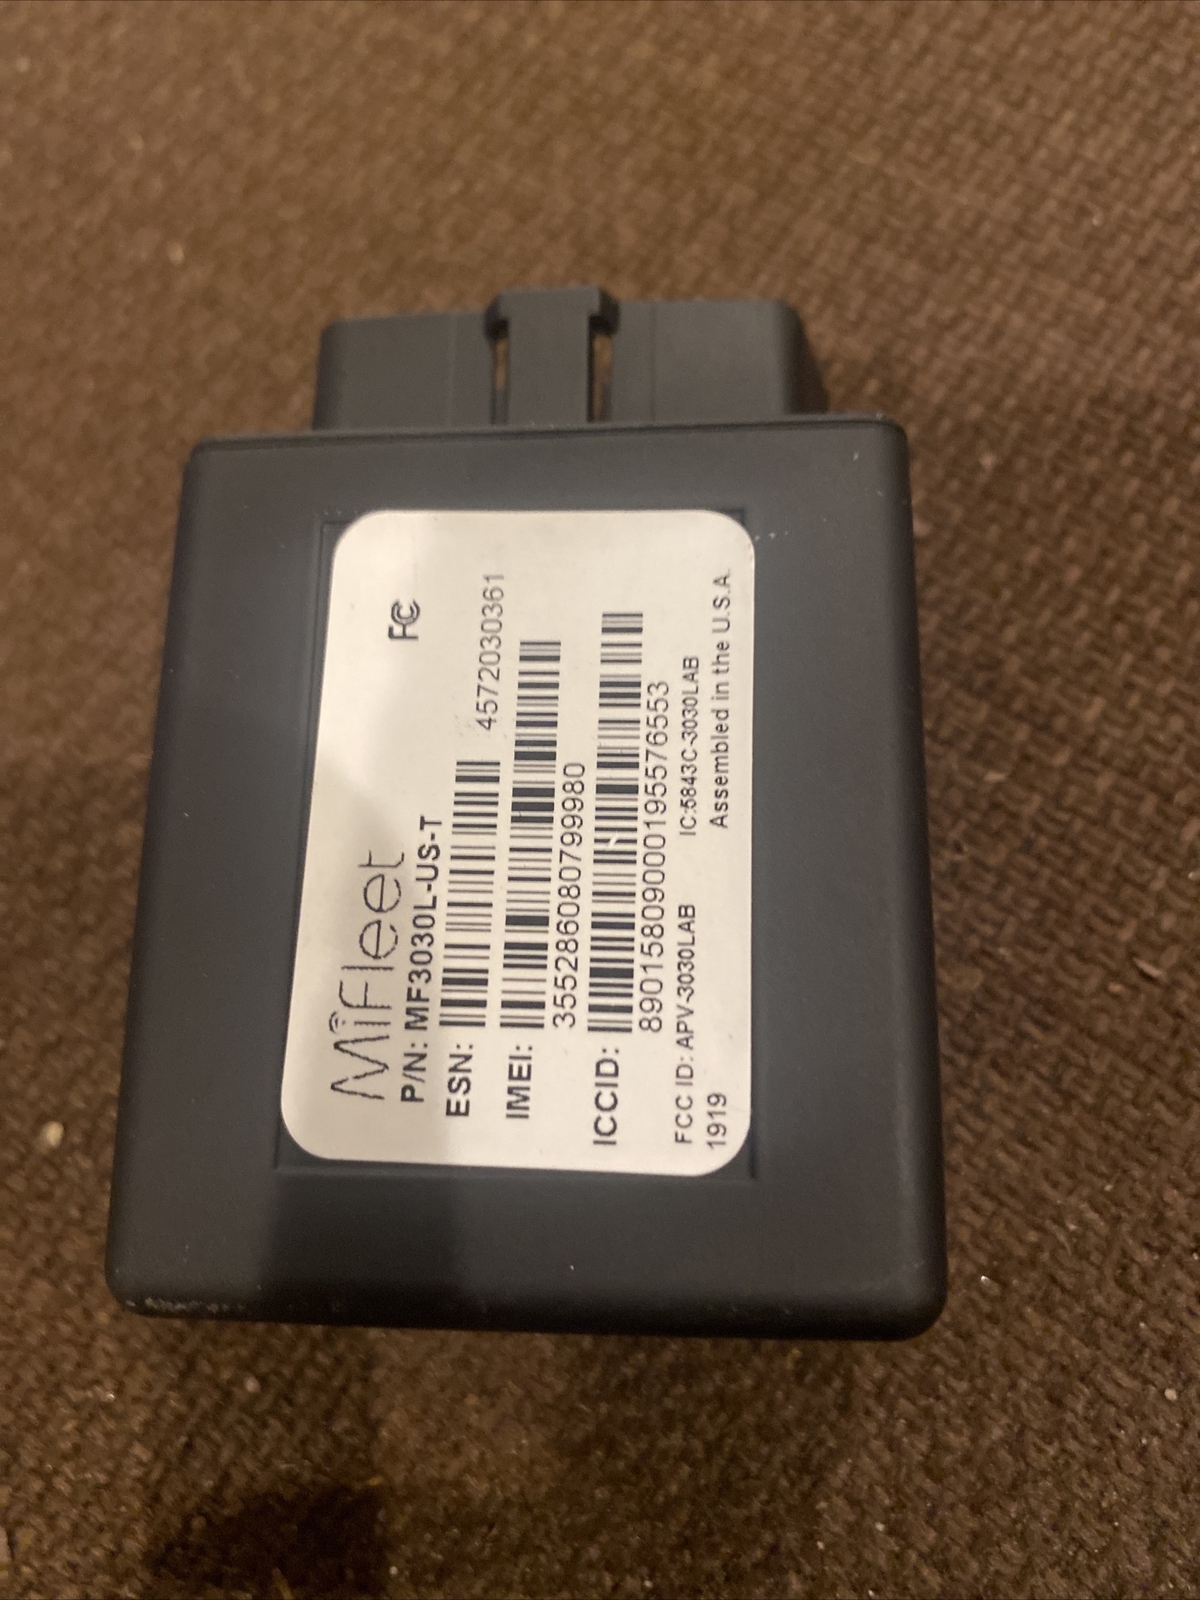 MiFleet
FC
P/N: MF3030L-US-T
ESN: 4572030361
IMEI:
355286080799980
ICCID:
89015809000195576553
FCC ID: APV-3030LAB IC:5843C-3030LAB
1919 Assembled in the U.S.A.